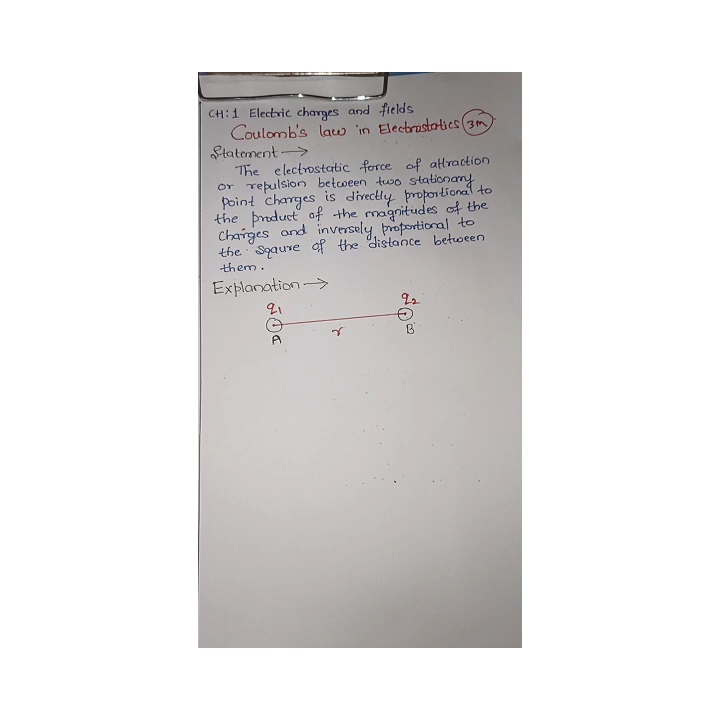 CH:1 Electric charges and fields
Coulomb's law in Electrostatics 3m
Statement →
The electrostatic force of attraction
or repulsion between two stationary
point charges is directly proportional to
the product of the magnitudes of the
charges and inversely proportional to
the sqaure of the distance between
them.
Explanation →
q1 q2
A r B